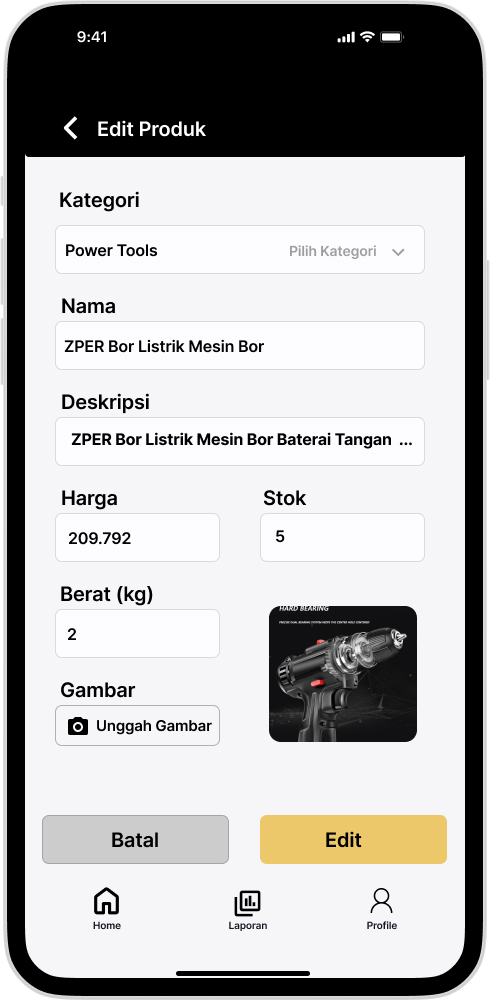 9:41
Edit Produk
Kategori
Power Tools Pilih Kategori
Nama
ZPER Bor Listrik Mesin Bor
Deskripsi
ZPER Bor Listrik Mesin Bor Baterai Tangan ...
Harga Stok
209.792 5
Berat (kg)
2
HARD BEARING
Gambar
Unggah Gambar
Batal Edit
Home Laporan Profile